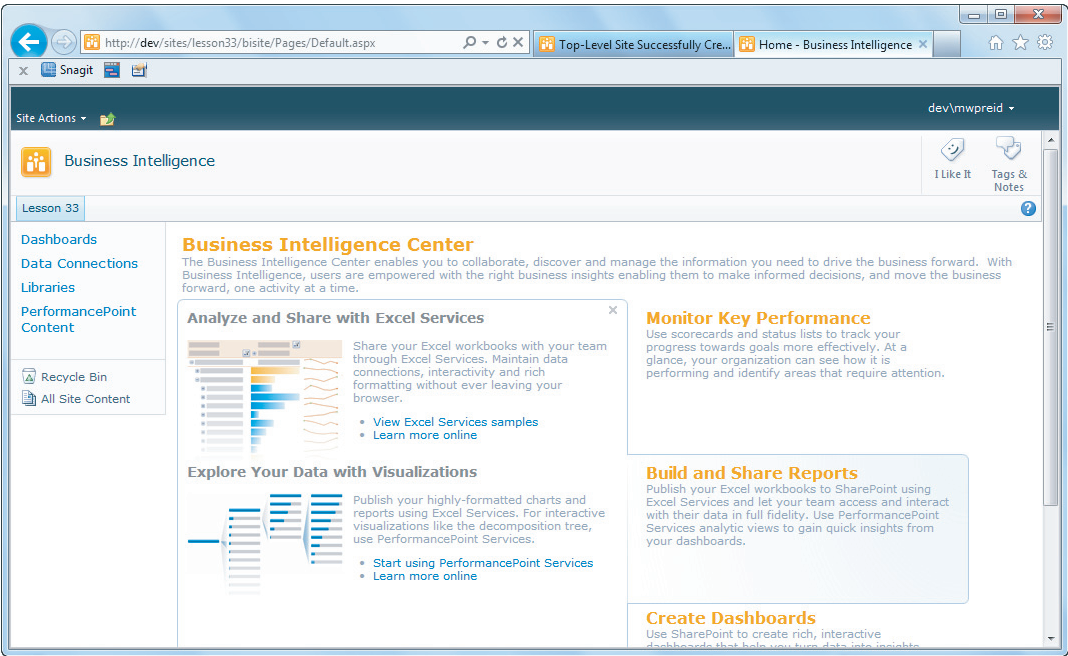 http://dev/sites/lesson33/bisite/Pages/Default.aspx
Top-Level Site Successfully Cre...
Home - Business Intelligence
Snagit
Site Actions
dev\mwpreid
Business Intelligence
I Like It
Tags &
Notes
Lesson 33
Dashboards
Data Connections
Libraries
PerformancePoint
Content
Recycle Bin
All Site Content
Business Intelligence Center
The Business Intelligence Center enables you to collaborate, discover and manage the information you need to drive the business forward. With
Business Intelligence, users are empowered with the right business insights enabling them to make informed decisions, and move the business
forward, one activity at a time.
Analyze and Share with Excel Services
Share your Excel workbooks with your team
through Excel Services. Maintain data
connections, interactivity and rich
formatting without ever leaving your
browser.
• View Excel Services samples
• Learn more online
Explore Your Data with Visualizations
Publish your highly-formatted charts and
reports using Excel Services. For interactive
visualizations like the decomposition tree,
use PerformancePoint Services.
• Start using PerformancePoint Services
• Learn more online
Monitor Key Performance
Use scorecards and status lists to track your
progress towards goals more effectively. At a
glance, your organization can see how it is
performing and identify areas that require attention.
Build and Share Reports
Publish your Excel workbooks to SharePoint using
Excel Services and let your team access and interact
with their data in full fidelity. Use PerformancePoint
Services analytic views to gain quick insights from
your dashboards.
Create Dashboards
Use SharePoint to create rich, interactive
dashboards that help you turn data into insights